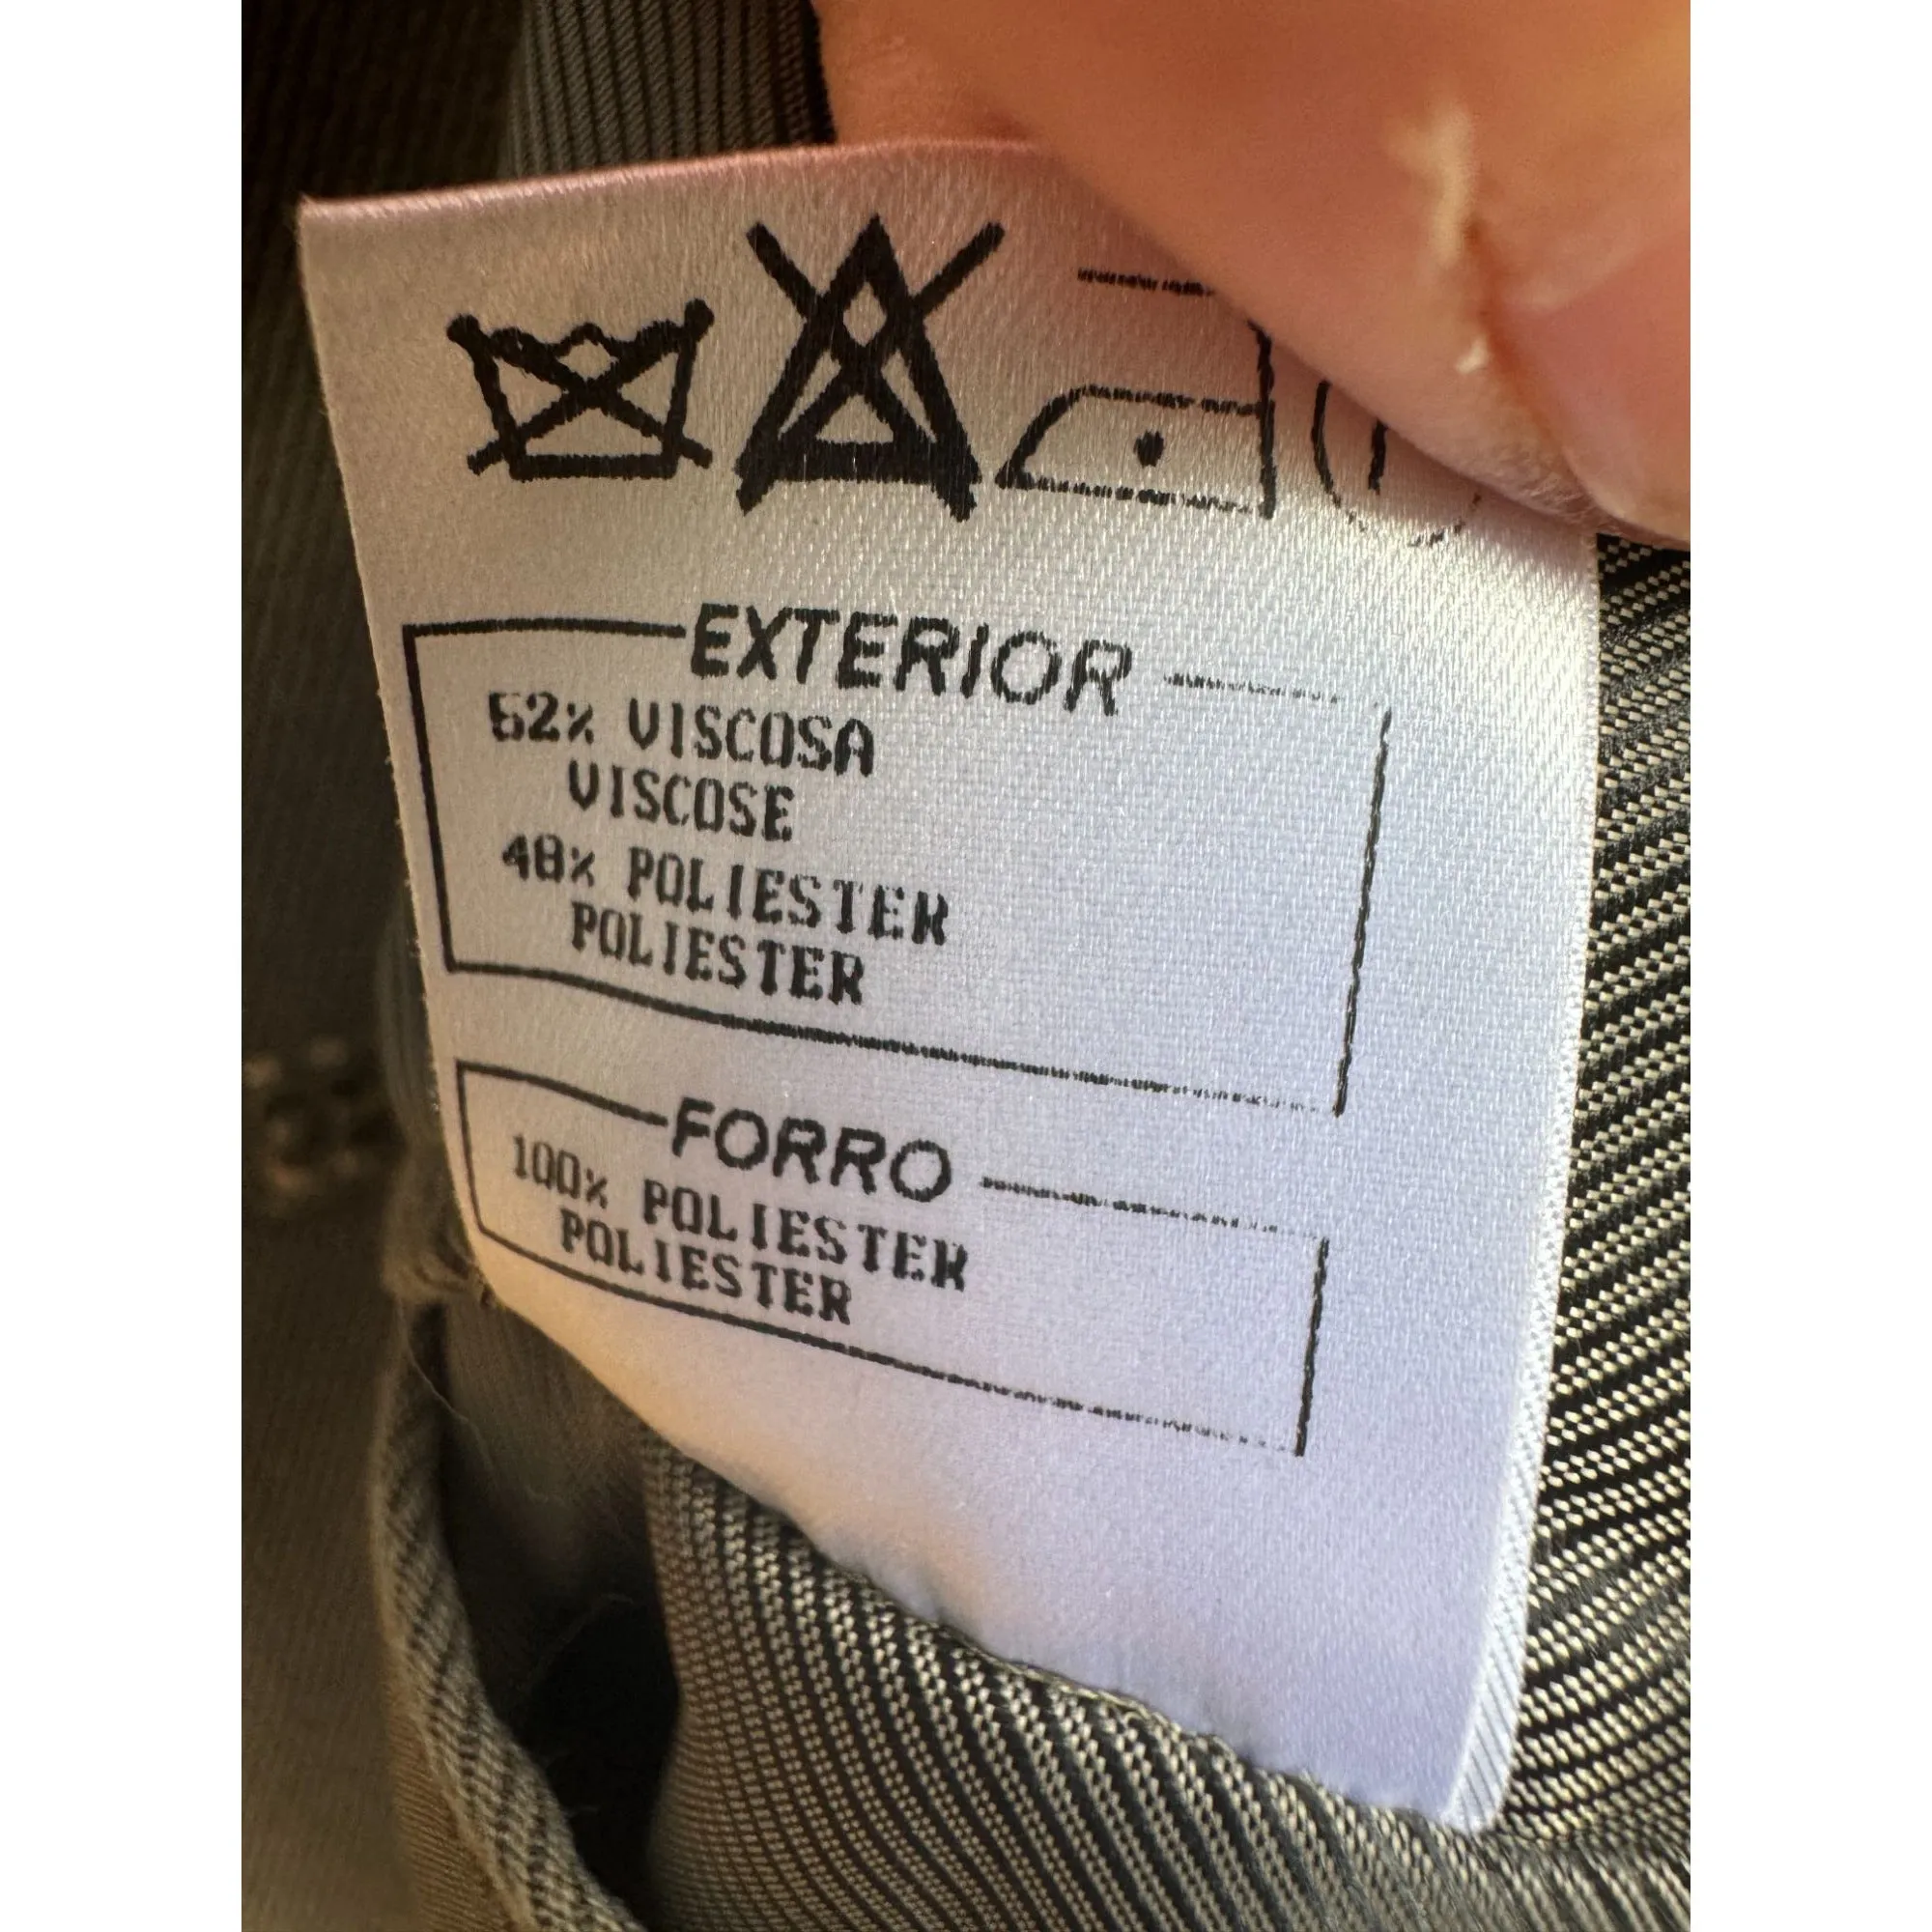 EXTERIOR
52% VISCOSA
VISCOSE
48% POLIESTER
POLIESTER
FORRO
100% POLIESTER
POLIESTER